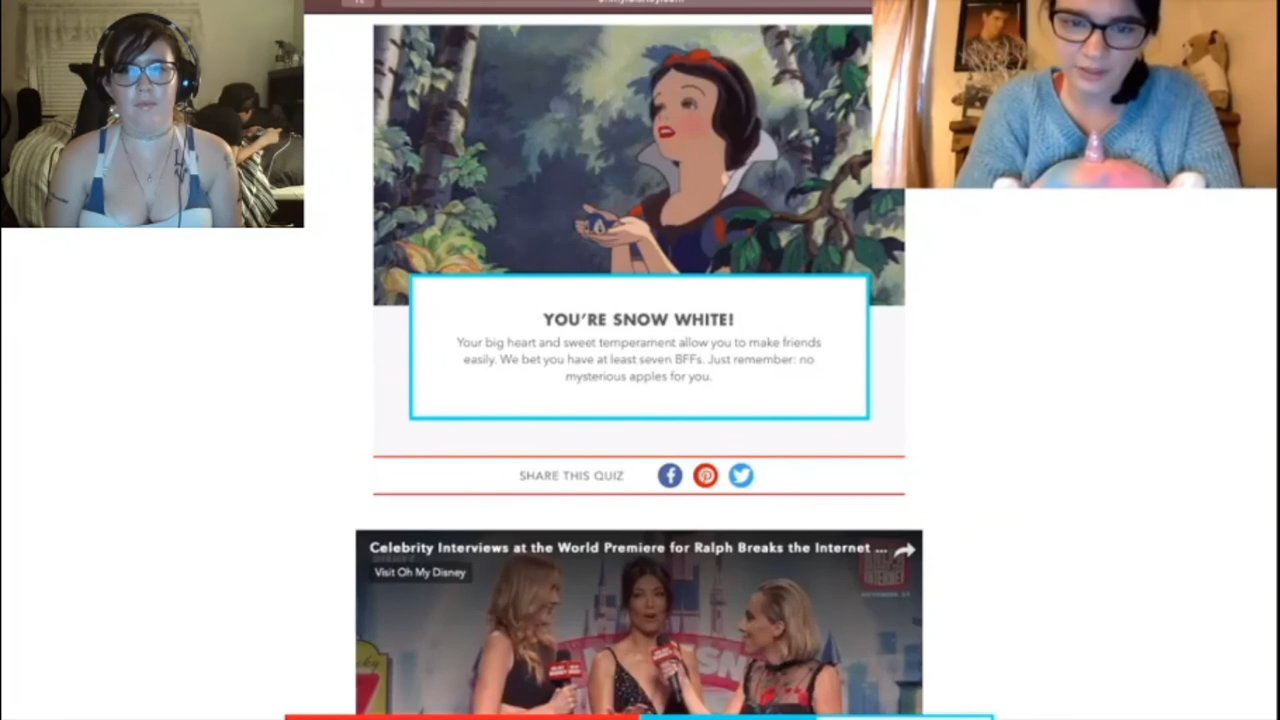 YOU'RE SNOW WHITE!
Your big heart and sweet temperament allow you to make friends
easily. We bet you have at least seven BFFs. Just remember: no
mysterious apples for you.
SHARE THIS QUIZ
Celebrity Interviews at the World Premiere for Ralph Breaks the Internet ...
Visit Oh My Disney